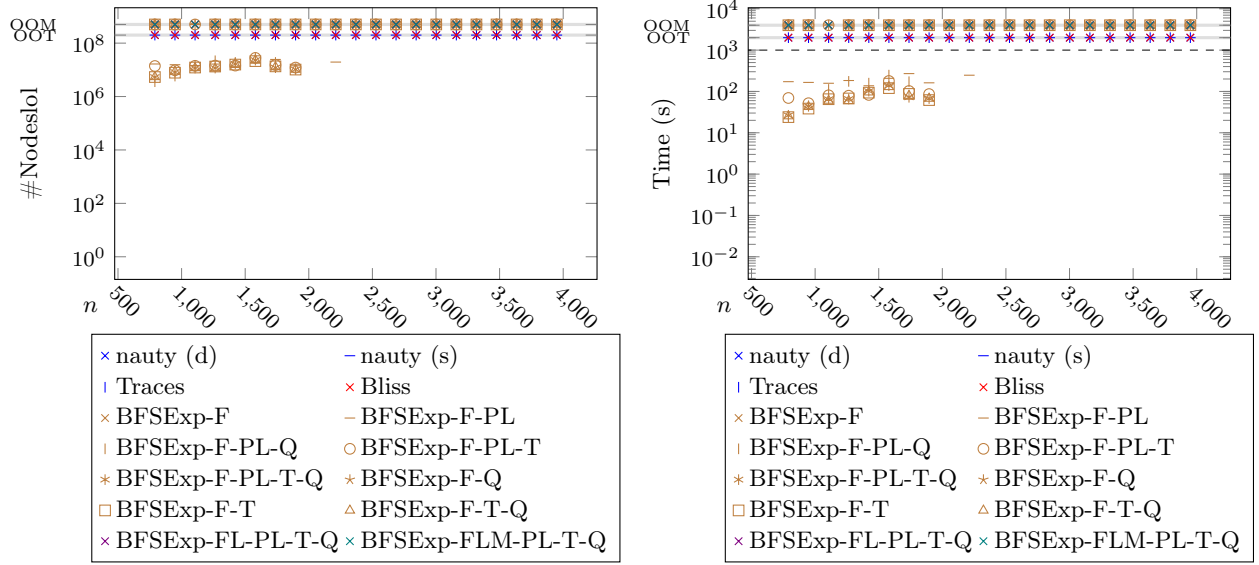 OOM
OOT
10^8
10^6
10^4
10^2
10^0
#Nodeslol
n
500
1,000
1,500
2,000
2,500
3,000
3,500
4,000
nauty (d) nauty (s)
Traces Bliss
BFSExp-F BFSExp-F-PL
BFSExp-F-PL-Q BFSExp-F-PL-T
BFSExp-F-PL-T-Q BFSExp-F-Q
BFSExp-F-T BFSExp-F-T-Q
BFSExp-FL-PL-T-Q BFSExp-FLM-PL-T-Q
10^4
OOM
OOT
10^3
10^2
10^1
10^0
10^−1
10^−2
Time (s)
n
500
1,000
1,500
2,000
2,500
3,000
3,500
4,000
nauty (d) nauty (s)
Traces Bliss
BFSExp-F BFSExp-F-PL
BFSExp-F-PL-Q BFSExp-F-PL-T
BFSExp-F-PL-T-Q BFSExp-F-Q
BFSExp-F-T BFSExp-F-T-Q
BFSExp-FL-PL-T-Q BFSExp-FLM-PL-T-Q